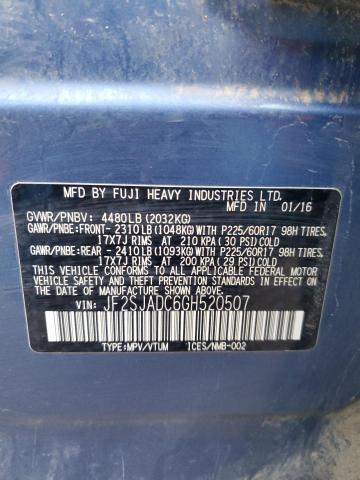 MFD. BY FUJI HEAVY INDUSTRIES LTD.
GVWR/PNBV: 4480LB(2032KG) IN 01/16
GAWR/PNBE:FRONT- 2310LB(1048KG)WITH P225/60R17 98H TIRES
17X7J RIMS AT 210 KPA(30 PSI)COLD
GAWR/PNBE:REAR - 2410LB(1093KG)WITH P225/60R17 98H TIRES
17X7J RIMS AT 200 KPA(29 PSI)COLD
THIS VEHICLE CONFORMS TO ALL APPLICABLE FEDERAL MOTOR
VEHICLE SAFETY AND THEFT PREVENTION STANDARDS
IN EFFECT ON THE DATE OF MANUFACTURE SHOWN ABOVE.
VIN: JF2SJADC6GH520507
TYPE:MPV/VTUM ICES/NMB-002